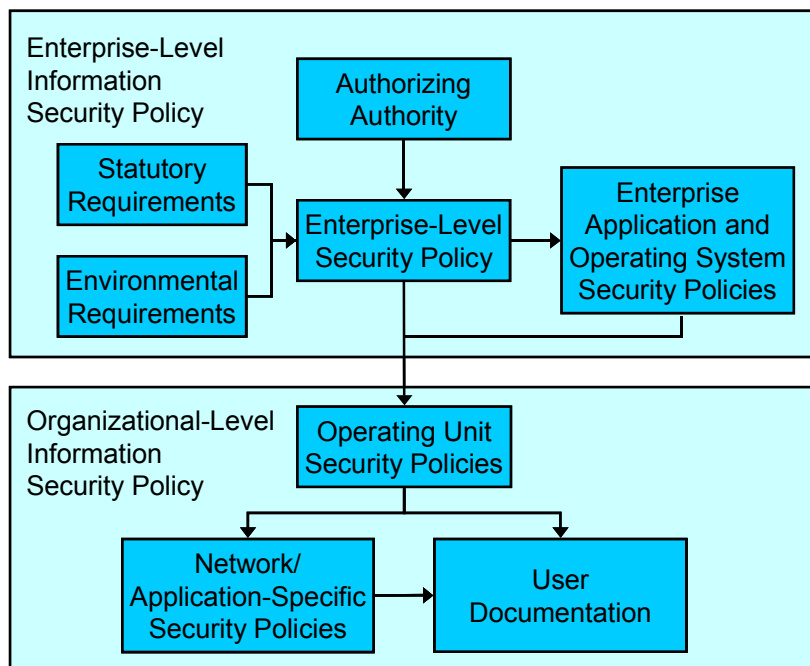 Enterprise-Level
Information
Security Policy
Authorizing
Authority
Statutory
Requirements
Environmental
Requirements
Enterprise-Level
Security Policy
Enterprise
Application and
Operating System
Security Policies
Organizational-Level
Information
Security Policy
Operating Unit
Security Policies
Network/
Application-Specific
Security Policies
User
Documentation